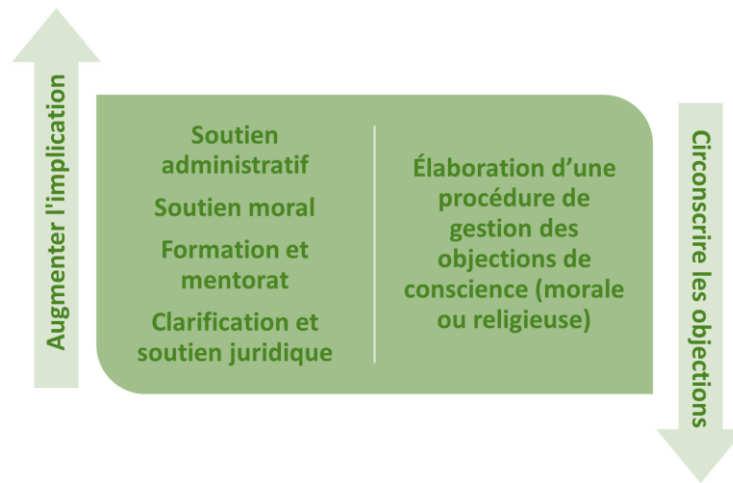 Augmenter l'implication
Soutien
administratif
Soutien moral
Formation et
mentorat
Clarification et
soutien juridique
Élaboration d’une
procédure de
gestion des
objections de
conscience (morale
ou religieuse)
Circonscrire les objections